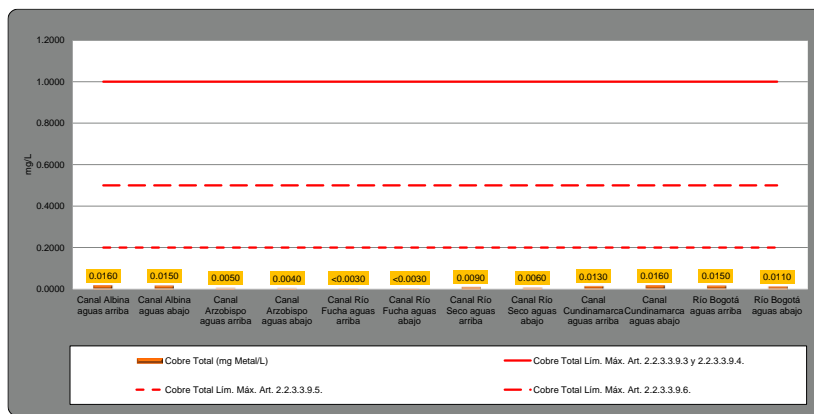 1.2000
1.0000
0.8000
0.6000
0.4000
0.2000
0.0000
mg/L
0.0160 0.0150 0.0050 0.0040 <0.0030 <0.0030 0.0090 0.0060 0.0130 0.0160 0.0150 0.0110
Canal Albina aguas arriba
Canal Albina aguas abajo
Canal Arzobispo aguas arriba
Canal Arzobispo aguas abajo
Canal Río Fucha aguas arriba
Canal Río Fucha aguas abajo
Canal Río Seco aguas arriba
Canal Río Seco aguas abajo
Canal Cundinamarca aguas arriba
Canal Cundinamarca aguas abajo
Río Bogotá aguas arriba
Río Bogotá aguas abajo
Cobre Total (mg Metal/L)
Cobre Total Lím. Máx. Art. 2.2.3.3.9.3 y 2.2.3.3.9.4.
Cobre Total Lím. Máx. Art. 2.2.3.3.9.5.
Cobre Total Lím. Máx. Art. 2.2.3.3.9.6.